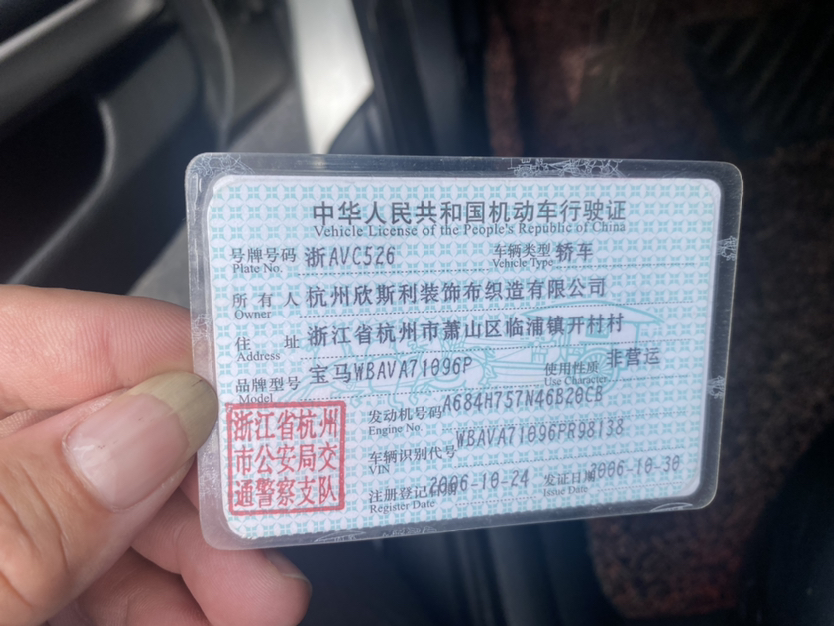 中华人民共和国机动车行驶证
Vehicle License of the People's Republic of China
号牌号码 浙AVC526 车辆类型 轿车
Plate No. Vehicle Type
所有人 杭州欣斯利装饰布织造有限公司
Owner
住址 浙江省杭州市萧山区临浦镇开村村
Address
品牌型号 宝马WBAVA71096P 使用性质 非营运
Model Use Character
发动机号码 A684H757N46B20CB
Engine No.
车辆识别代号 WBAVA71096PR98138
VIN
注册登记日期 2006-10-24 发证日期 2006-10-30
Register Date Issue Date
浙江省杭州
市公安局交
通警察支队